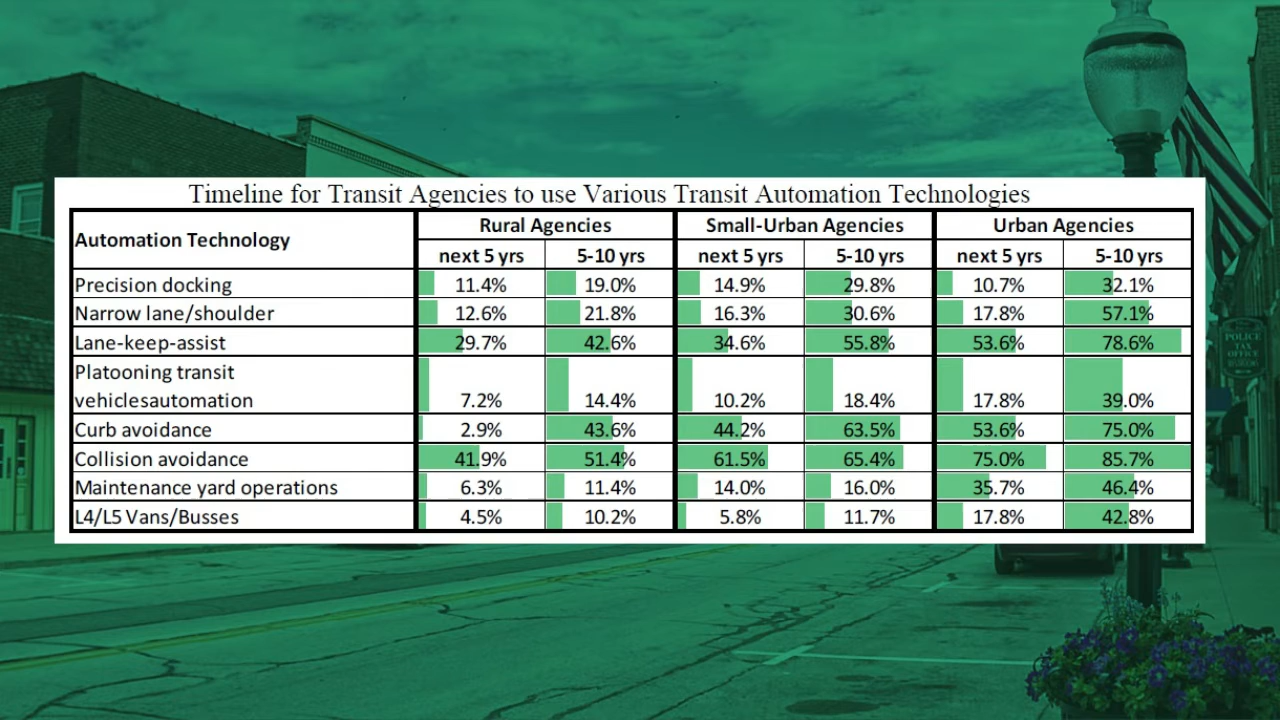 Timeline for Transit Agencies to use Various Transit Automation Technologies
Automation Technology Rural Agencies Small-Urban Agencies Urban Agencies
next 5 yrs 5-10 yrs next 5 yrs 5-10 yrs next 5 yrs 5-10 yrs
Precision docking 11.4% 19.0% 14.9% 29.8% 10.7% 32.1%
Narrow lane/shoulder 12.6% 21.8% 16.3% 30.6% 17.8% 57.1%
Lane-keep-assist 29.7% 42.6% 34.6% 55.8% 53.6% 78.6%
Platooning transit
vehiclesautomation 7.2% 14.4% 10.2% 18.4% 17.8% 39.0%
Curb avoidance 2.9% 43.6% 44.2% 63.5% 53.6% 75.0%
Collision avoidance 41.9% 51.4% 61.5% 65.4% 75.0% 85.7%
Maintenance yard operations 6.3% 11.4% 14.0% 16.0% 35.7% 46.4%
L4/L5 Vans/Busses 4.5% 10.2% 5.8% 11.7% 17.8% 42.8%
POLICE
TAX
OFFICE